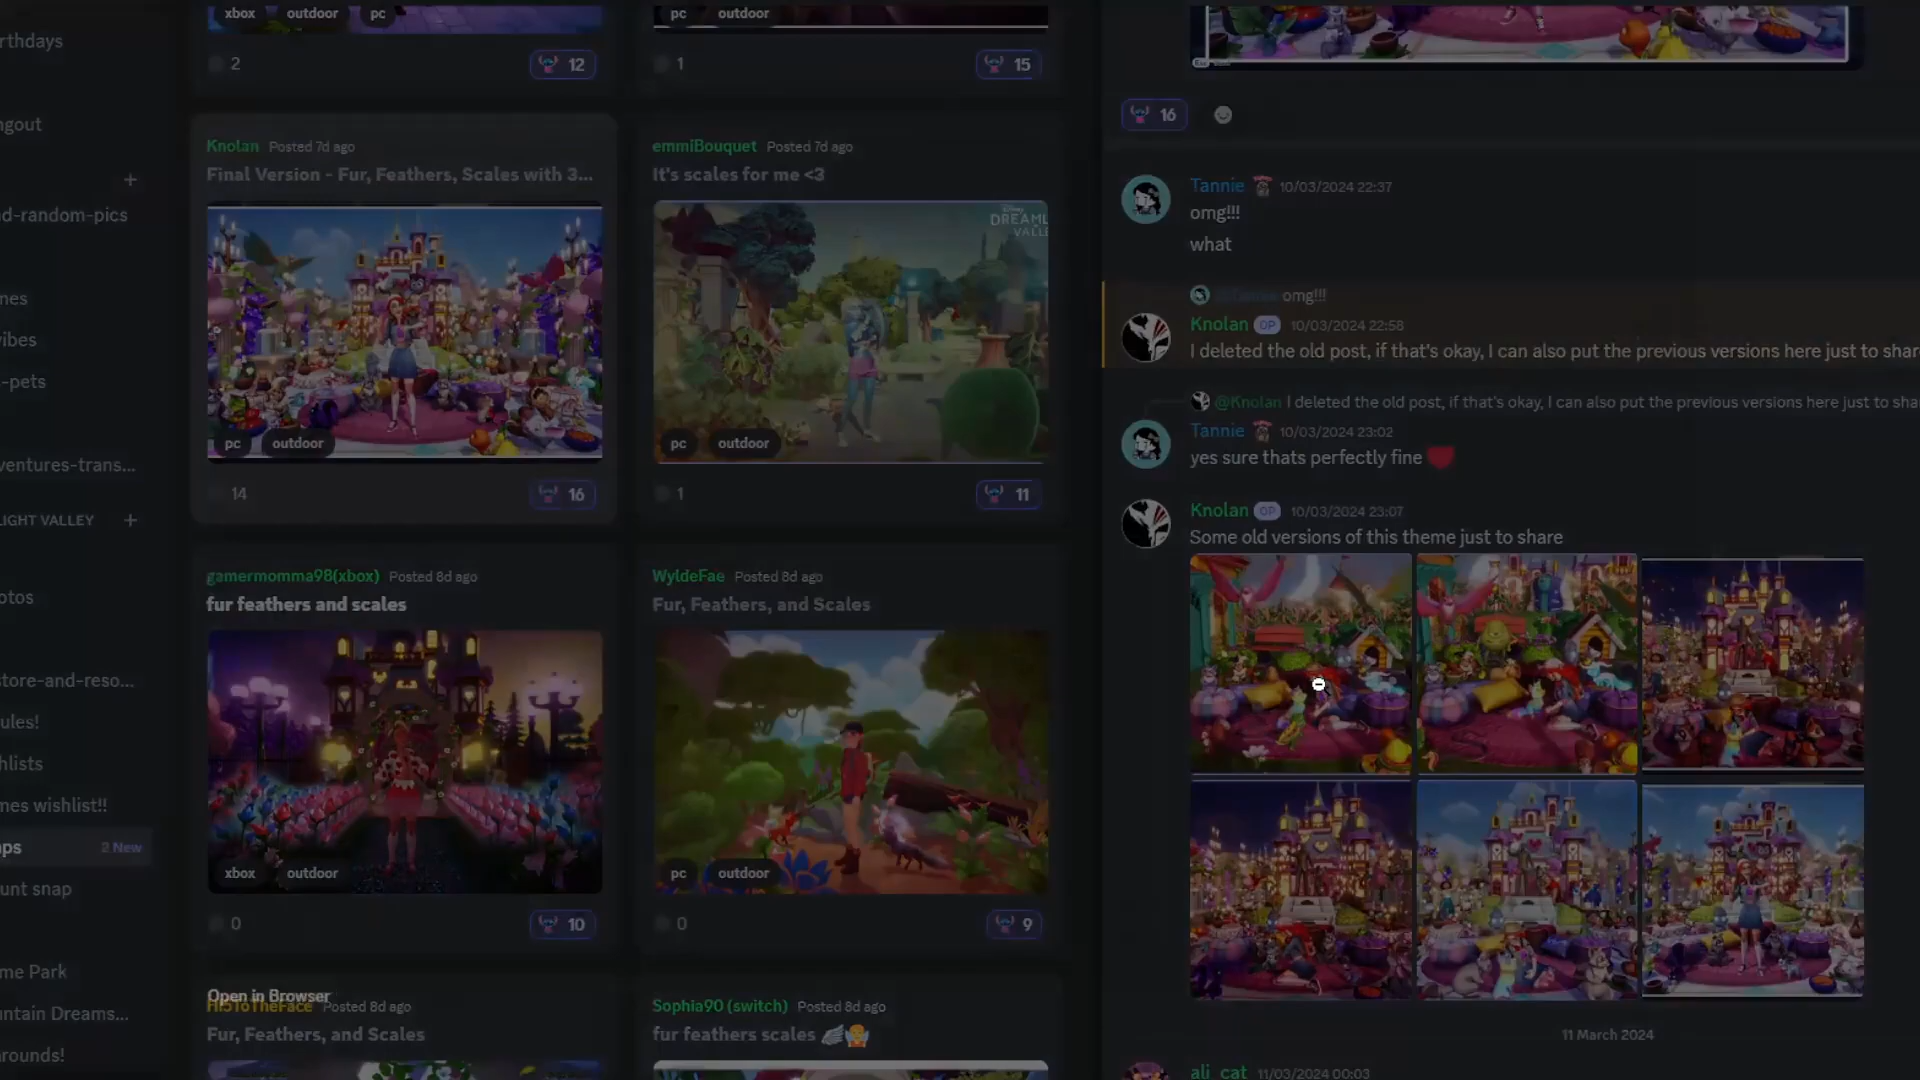 rthdays
ngout
d-random-pics
nes
vibes
-pets
ventures-trans...
LIGHT VALLEY
otos
store-and-reso...
ules!
hlists
mes wishlist!!
ps
2 New
unt snap
me Park
untain Dreams...
arounds!
xbox outdoor pc
2
12
pc outdoor
1
15
Knolan Posted 7d ago
Final Version - Fur, Feathers, Scales with 3...
pc outdoor
14
16
emmiBouquet Posted 7d ago
It's scales for me <3
DREAML
VALLE
pc outdoor
1
11
gamermomma98(xbox) Posted 8d ago
fur feathers and scales
xbox outdoor
0
10
WyldeFae Posted 8d ago
Fur, Feathers, and Scales
pc outdoor
0
9
Open in Browser
Posted 8d ago
Fur, Feathers, and Scales
Sophia90 (switch) Posted 8d ago
fur feathers scales
16
Tannie 10/03/2024 22:37
omg!!!
what
omg!!!
Knolan OP 10/03/2024 22:58
I deleted the old post, if that's okay, I can also put the previous versions here just to share
@Knolan I deleted the old post, if that's okay, I can also put the previous versions here just to shar
Tannie 10/03/2024 23:02
yes sure thats perfectly fine
Knolan OP 10/03/2024 23:07
Some old versions of this theme just to share
11 March 2024
ali_cat 11/03/2024 00:03